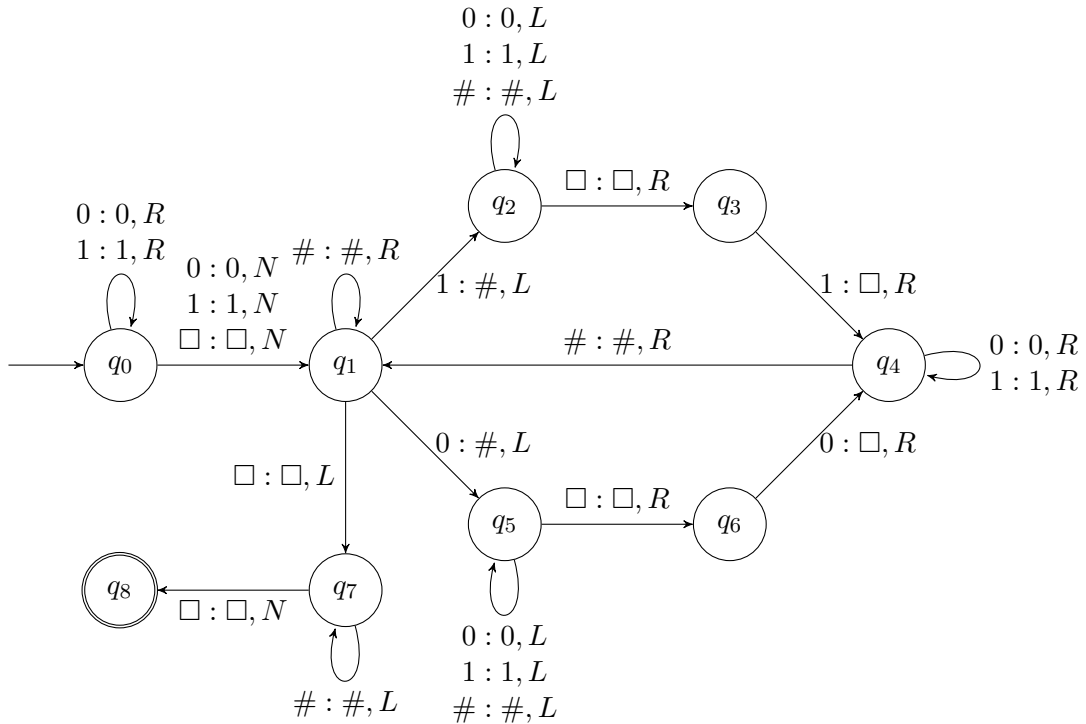 0 : 0, L
1 : 1, L
# : #, L
q2
□ : □, R
q3
0 : 0, R
1 : 1, R
0 : 0, N
1 : 1, N
□ : □, N
# : #, R
1 : #, L
1 : □, R
q0
q1
# : #, R
q4
0 : 0, R
1 : 1, R
0 : #, L
0 : □, R
□ : □, L
q5
□ : □, R
q6
q8
□ : □, N
q7
# : #, L
0 : 0, L
1 : 1, L
# : #, L